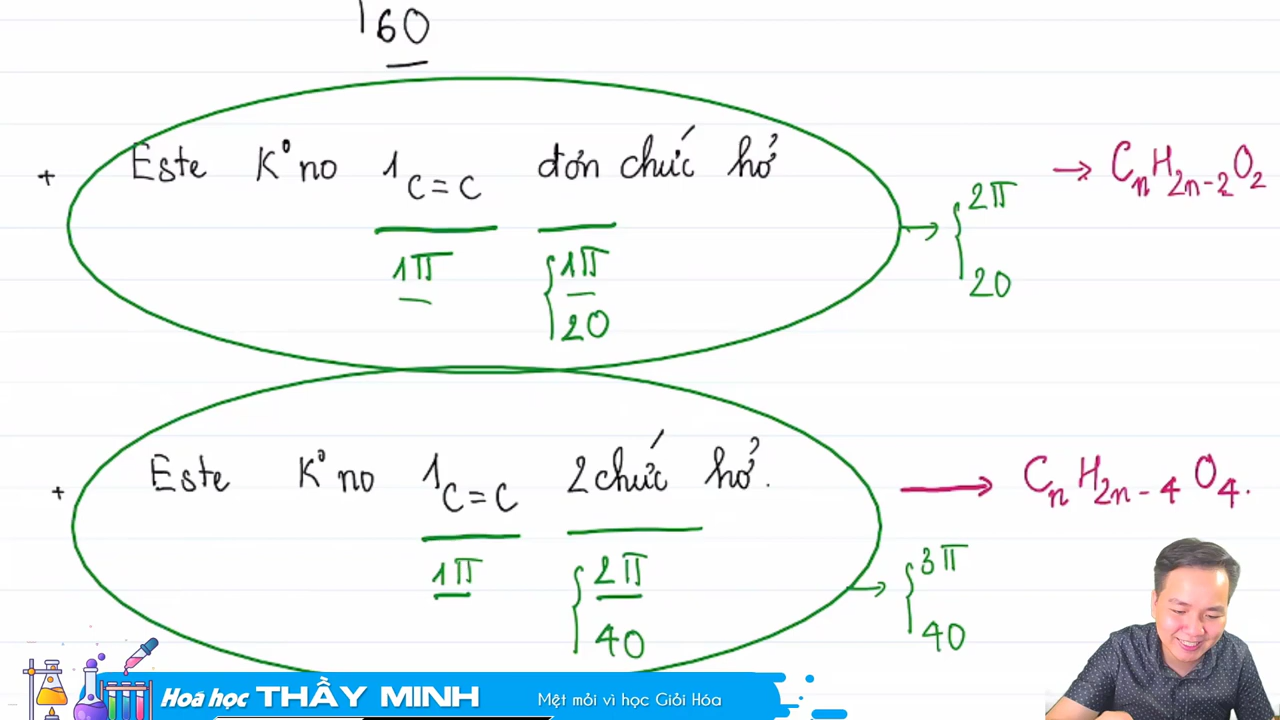 160
+ Este K° no 1 C=C đơn chức hở → { 2π 2O → CnH2n-2O2
1π { 1π 2O
+ Este K° no 1 C=C 2 chức hở. → CnH2n-4O4.
1π { 2π 4O → { 3π 4O
Hoá học THẦY MINH Mệt mỏi vì học Giỏi Hóa